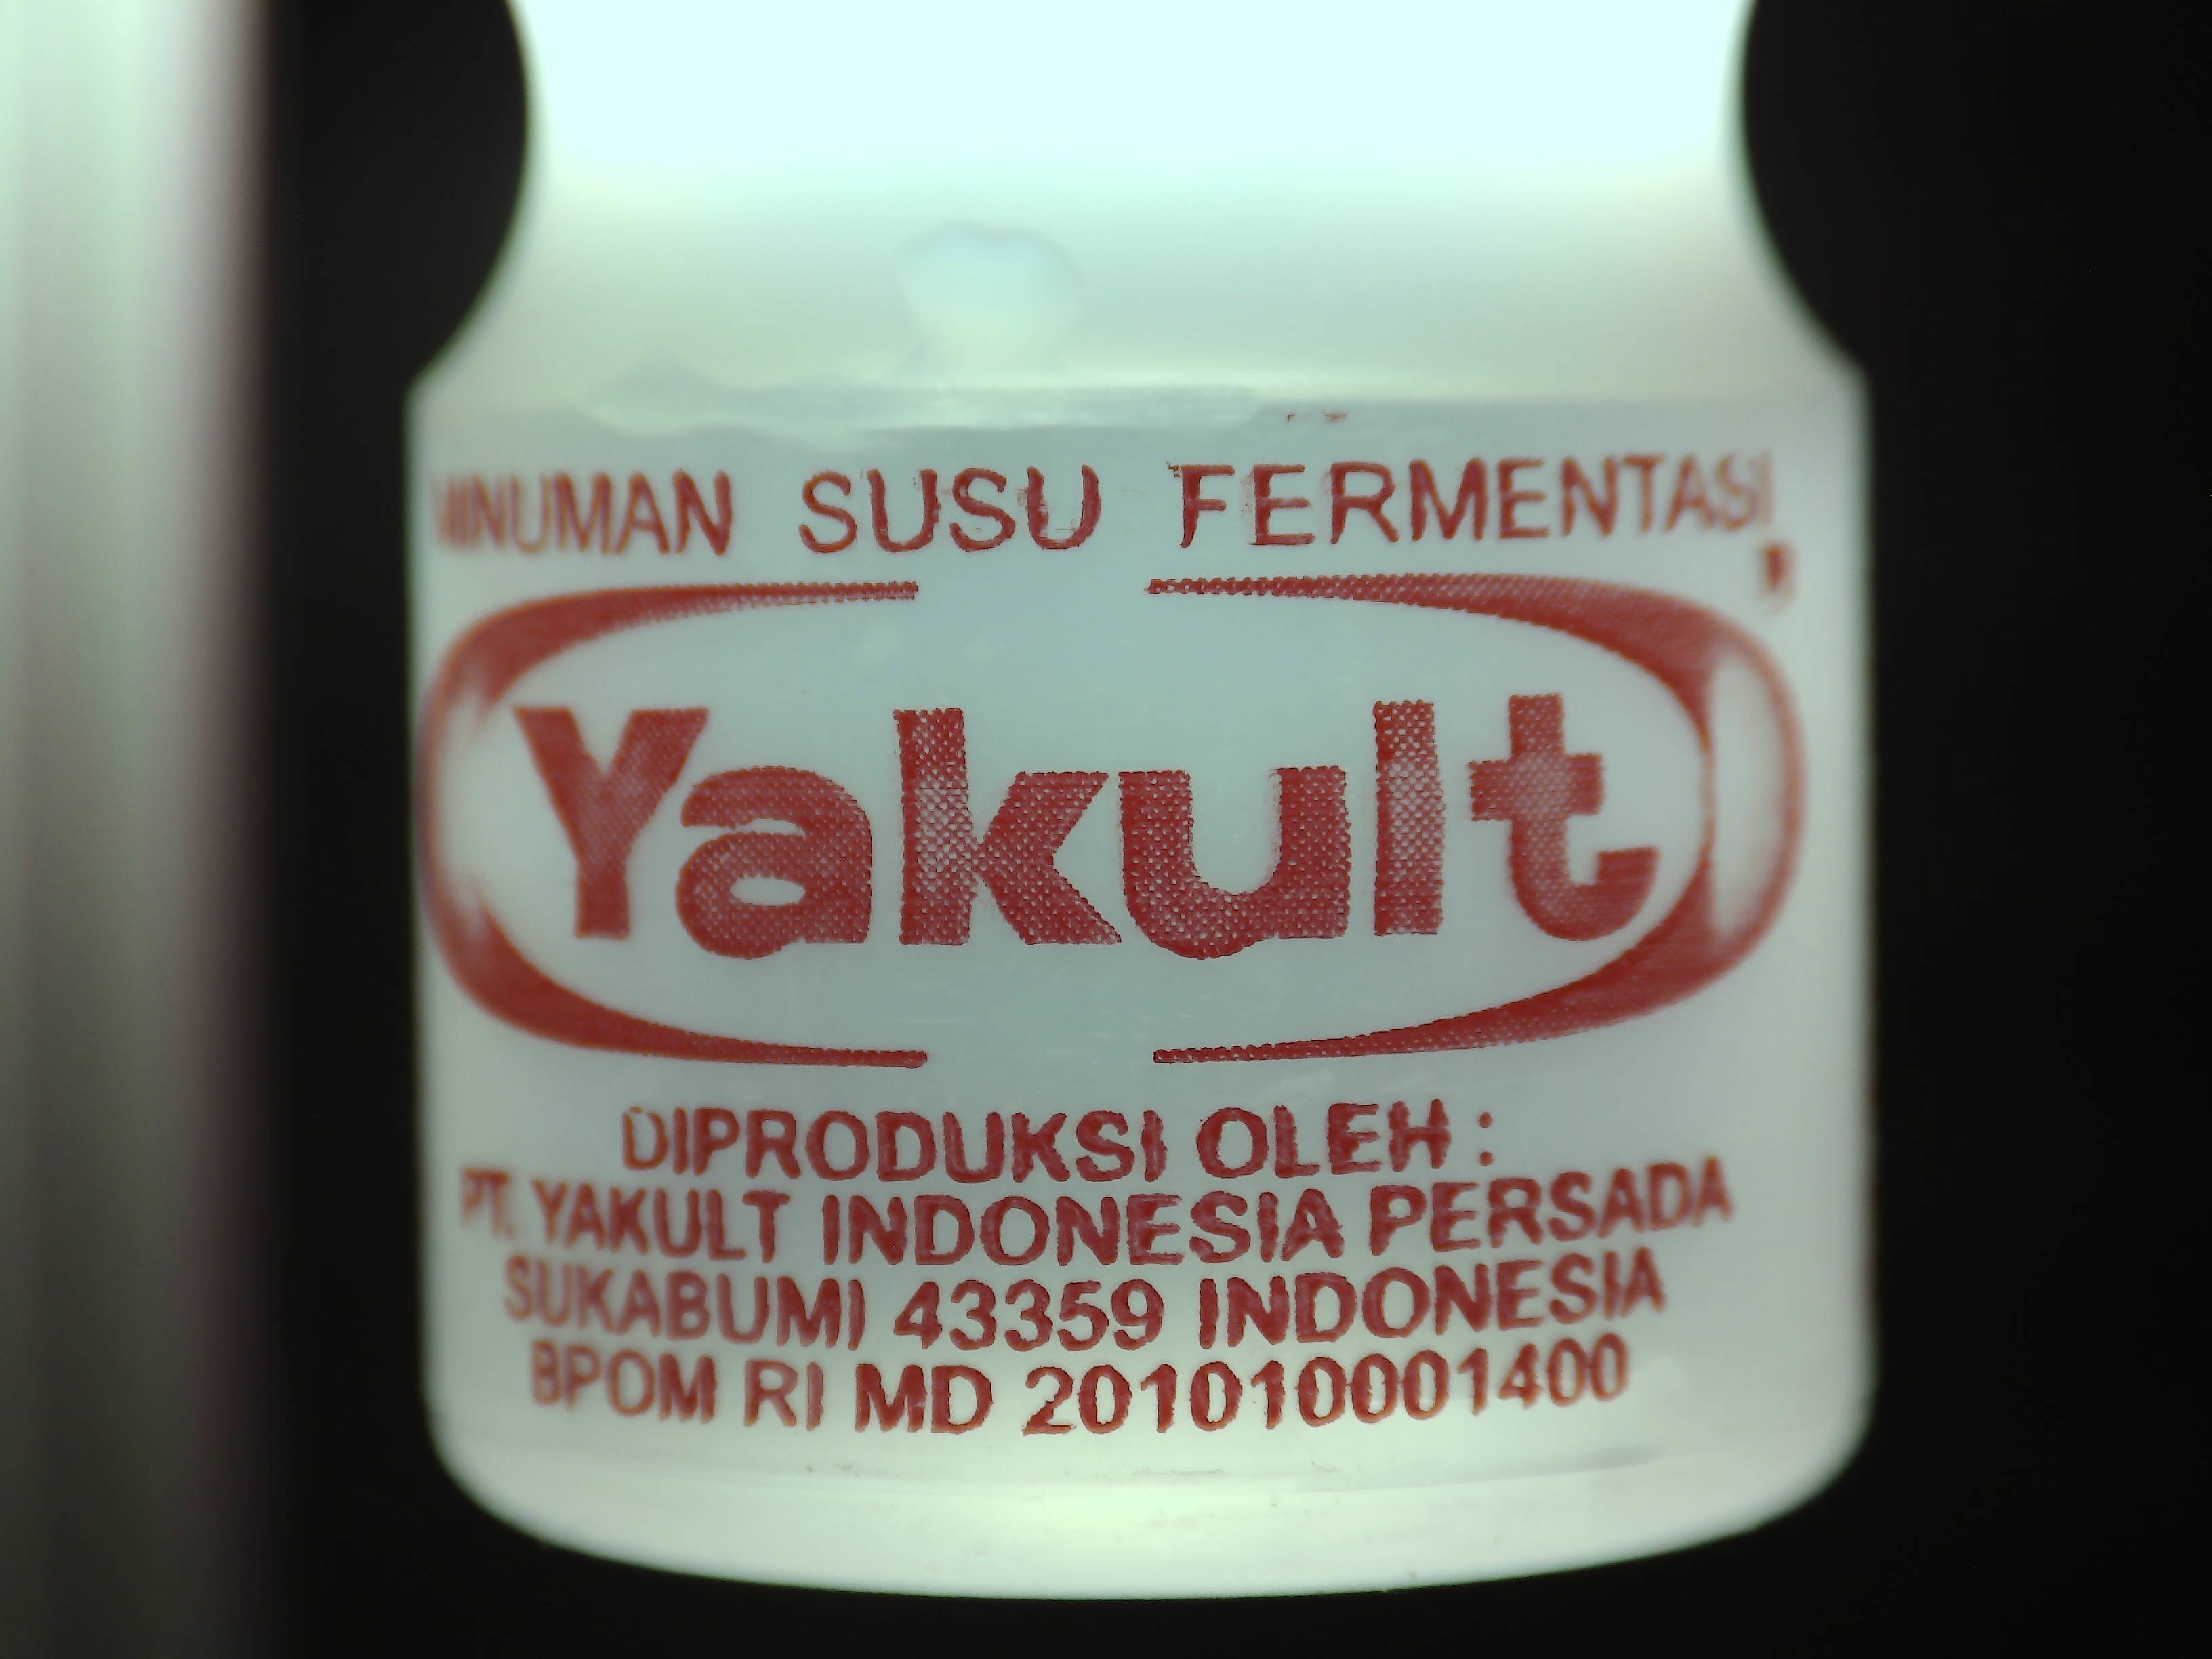 MINUMAN SUSU FERMENTASI
Yakult
DIPRODUKSI OLEH :
PT. YAKULT INDONESIA PERSADA
SUKABUMI 43359 INDONESIA
BPOM RI MD 201010001400